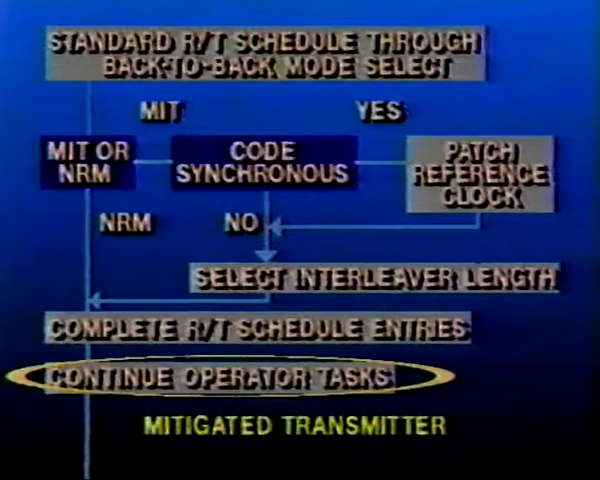 STANDARD R/T SCHEDULE THROUGH
BACK-TO-BACK MODE SELECT
MIT
YES
MIT OR
NRM
CODE
SYNCHRONOUS
PATCH
REFERENCE
CLOCK
NRM
NO
SELECT INTERLEAVER LENGTH
COMPLETE R/T SCHEDULE ENTRIES
CONTINUE OPERATOR TASKS
MITIGATED TRANSMITTER